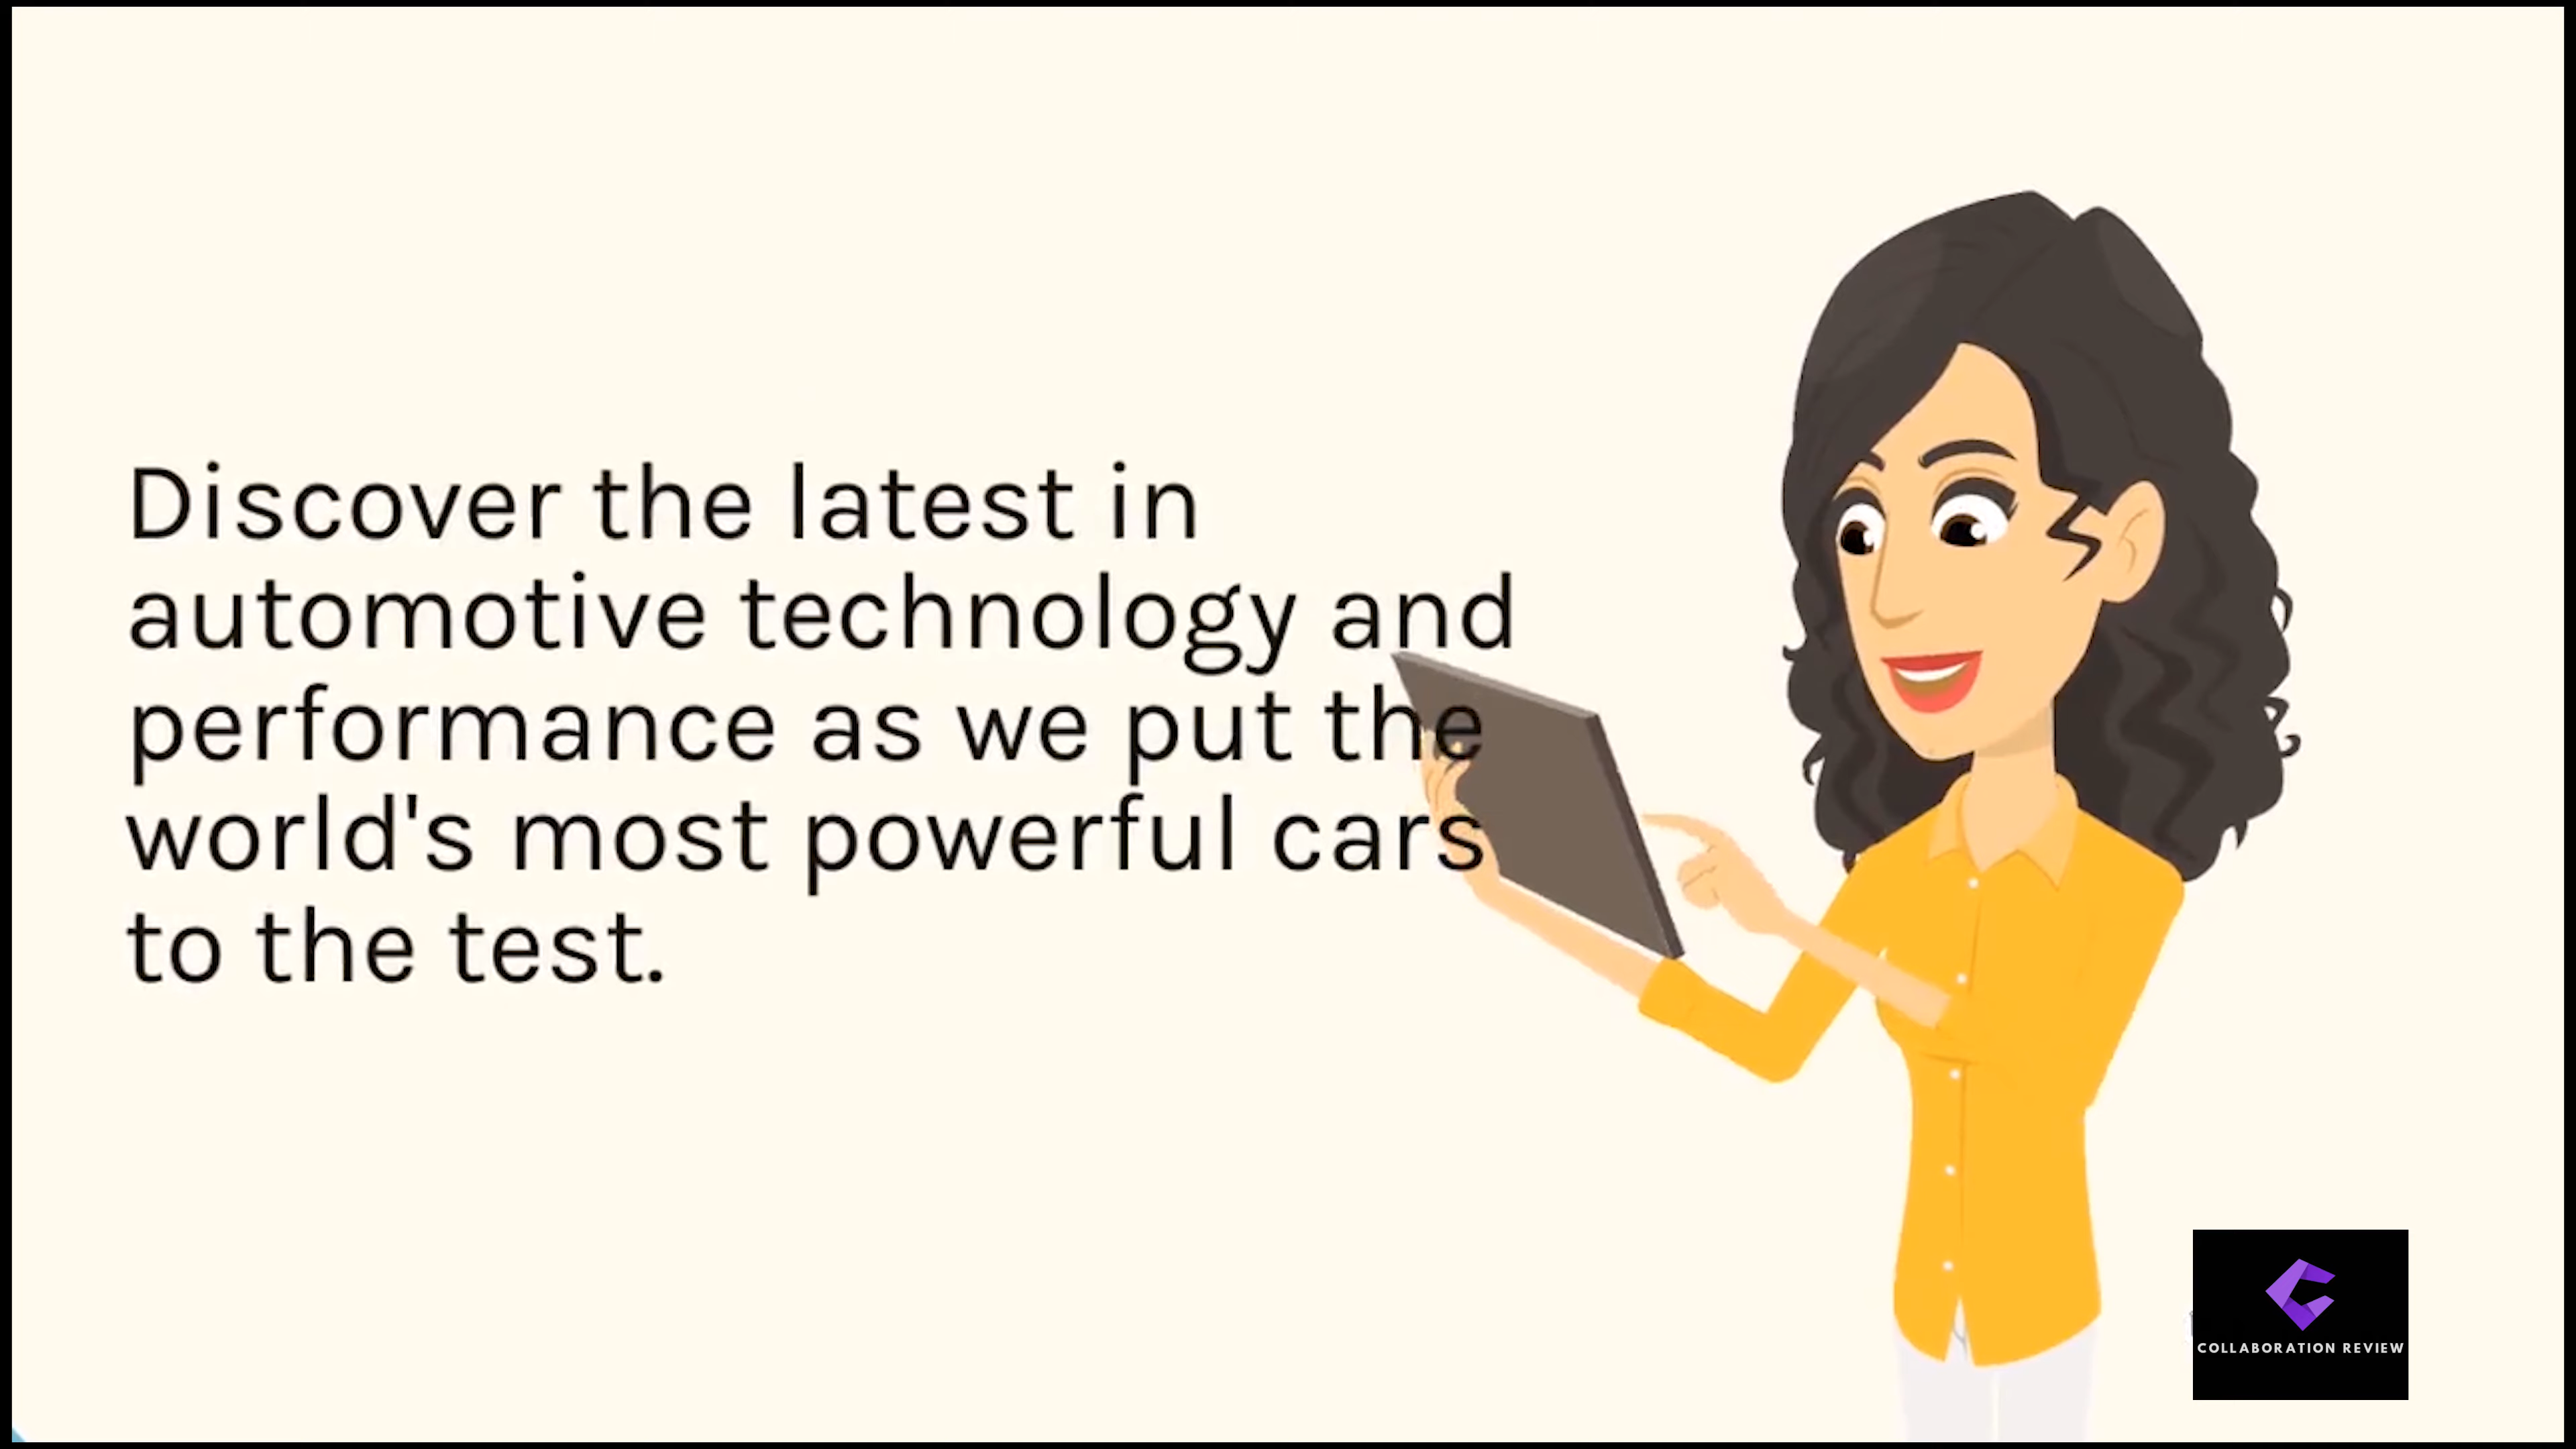 Discover the latest in
automotive technology and
performance as we put the
world's most powerful cars
to the test.
COLLABORATION REVIEW